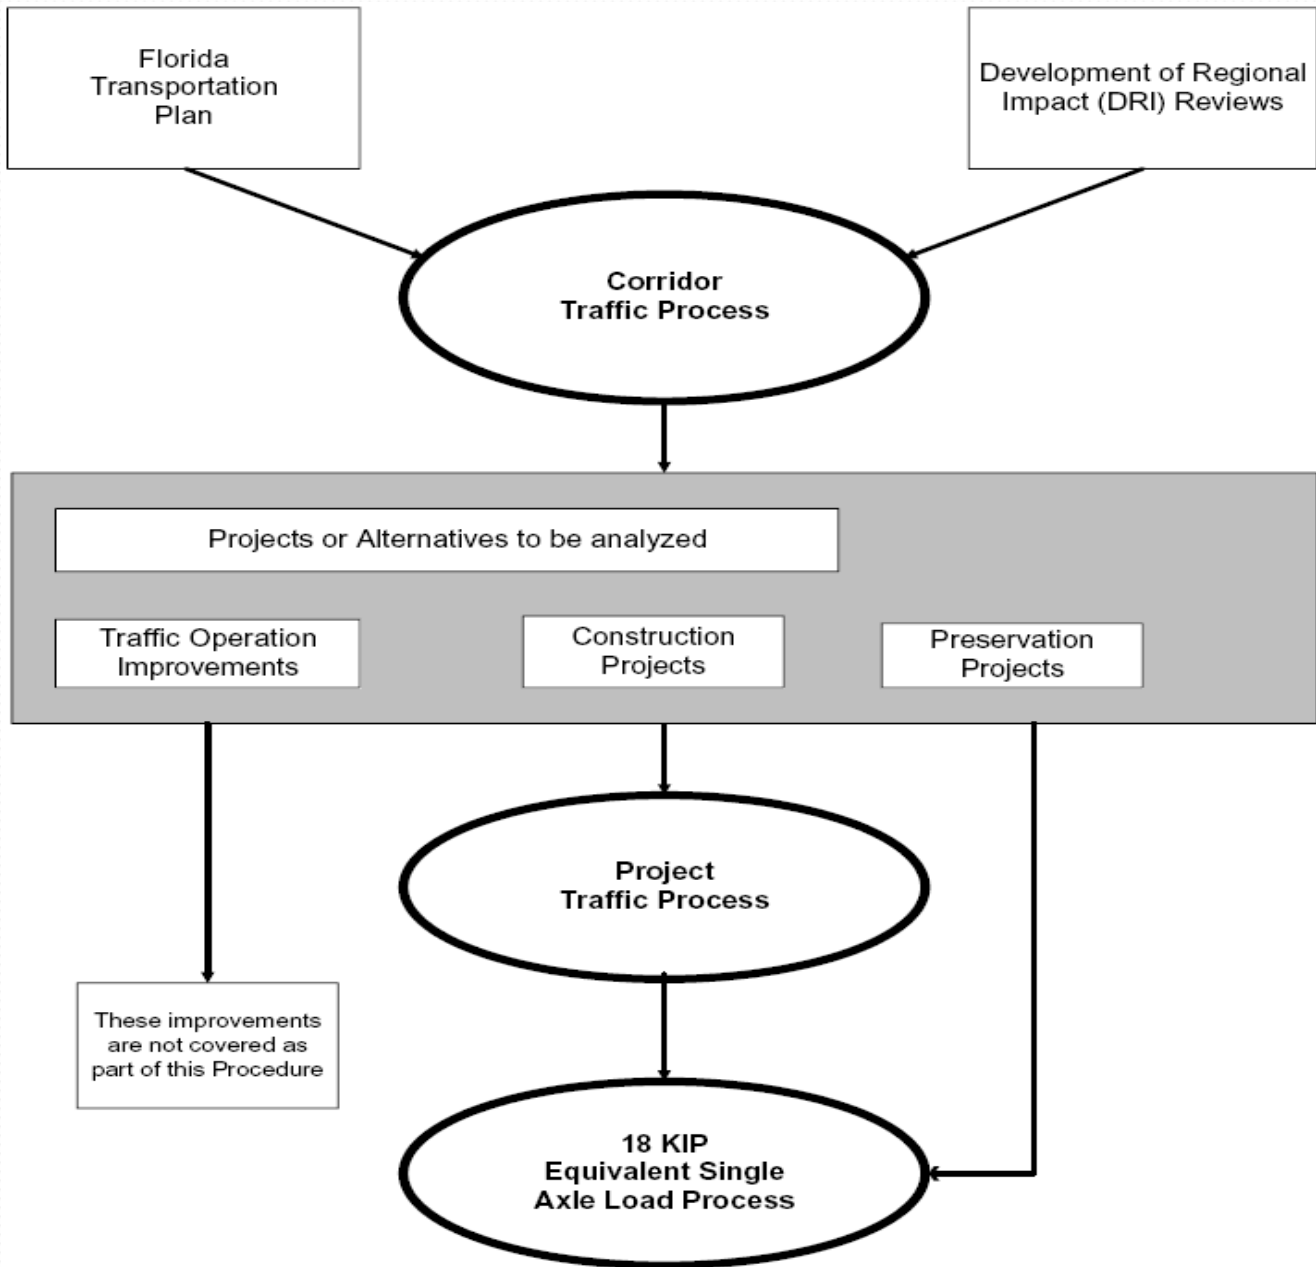 Florida
Transportation
Plan
Development of Regional
Impact (DRI) Reviews
Corridor
Traffic Process
Projects or Alternatives to be analyzed
Traffic Operation
Improvements
Construction
Projects
Preservation
Projects
Project
Traffic Process
These improvements
are not covered as
part of this Procedure
18 KIP
Equivalent Single
Axle Load Process